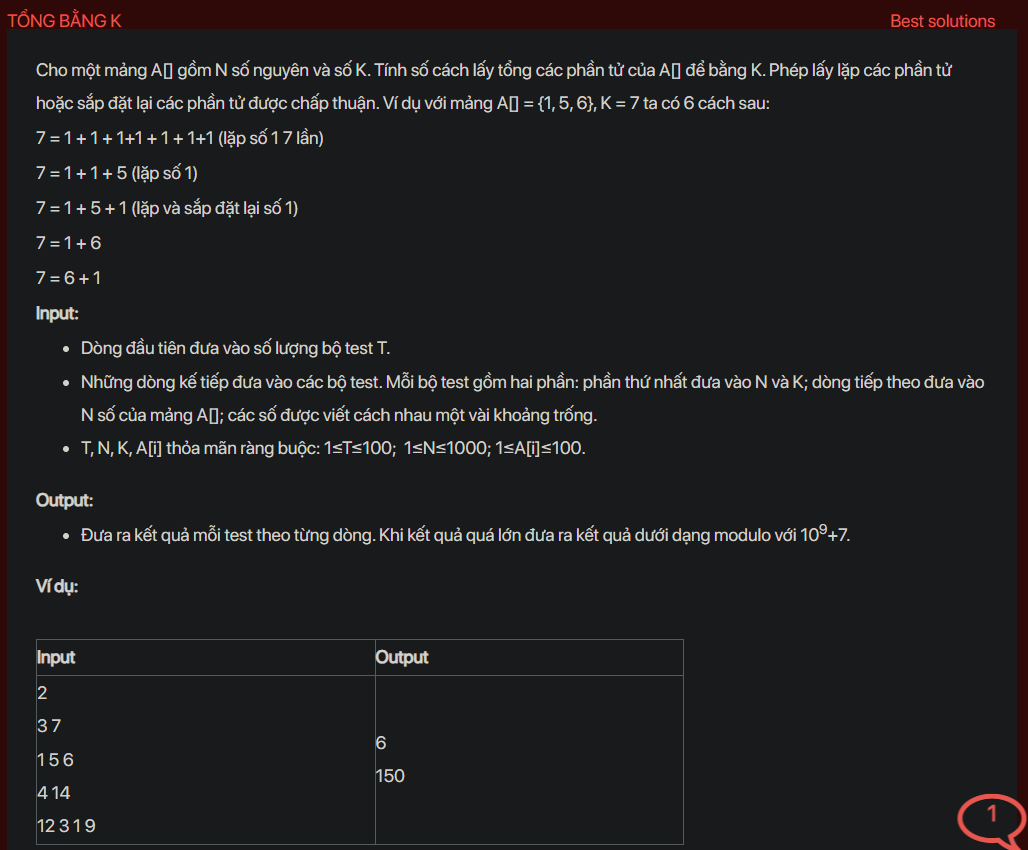 TỔNG BẰNG K
Best solutions
Cho một mảng A[] gồm N số nguyên và số K. Tính số cách lấy tổng các phần tử của A[] để bằng K. Phép lấy lặp các phần tử
hoặc sắp đặt lại các phần tử được chấp thuận. Ví dụ với mảng A[] = {1, 5, 6}, K = 7 ta có 6 cách sau:
7 = 1 + 1 + 1+1 + 1 + 1+1 (lặp số 1 7 lần)
7 = 1 + 1 + 5 (lặp số 1)
7 = 1 + 5 + 1 (lặp và sắp đặt lại số 1)
7 = 1 + 6
7 = 6 + 1
Input:
• Dòng đầu tiên đưa vào số lượng bộ test T.
• Những dòng kế tiếp đưa vào các bộ test. Mỗi bộ test gồm hai phần: phần thứ nhất đưa vào N và K; dòng tiếp theo đưa vào
N số của mảng A[]; các số được viết cách nhau một vài khoảng trống.
• T, N, K, A[i] thỏa mãn ràng buộc: 1≤T≤100; 1≤N≤1000; 1≤A[i]≤100.
Output:
• Đưa ra kết quả mỗi test theo từng dòng. Khi kết quả quá lớn đưa ra kết quả dưới dạng modulo với 10⁹+7.
Ví dụ:
Input
Output
2
3 7
1 5 6
4 14
12 3 1 9
6
150
1